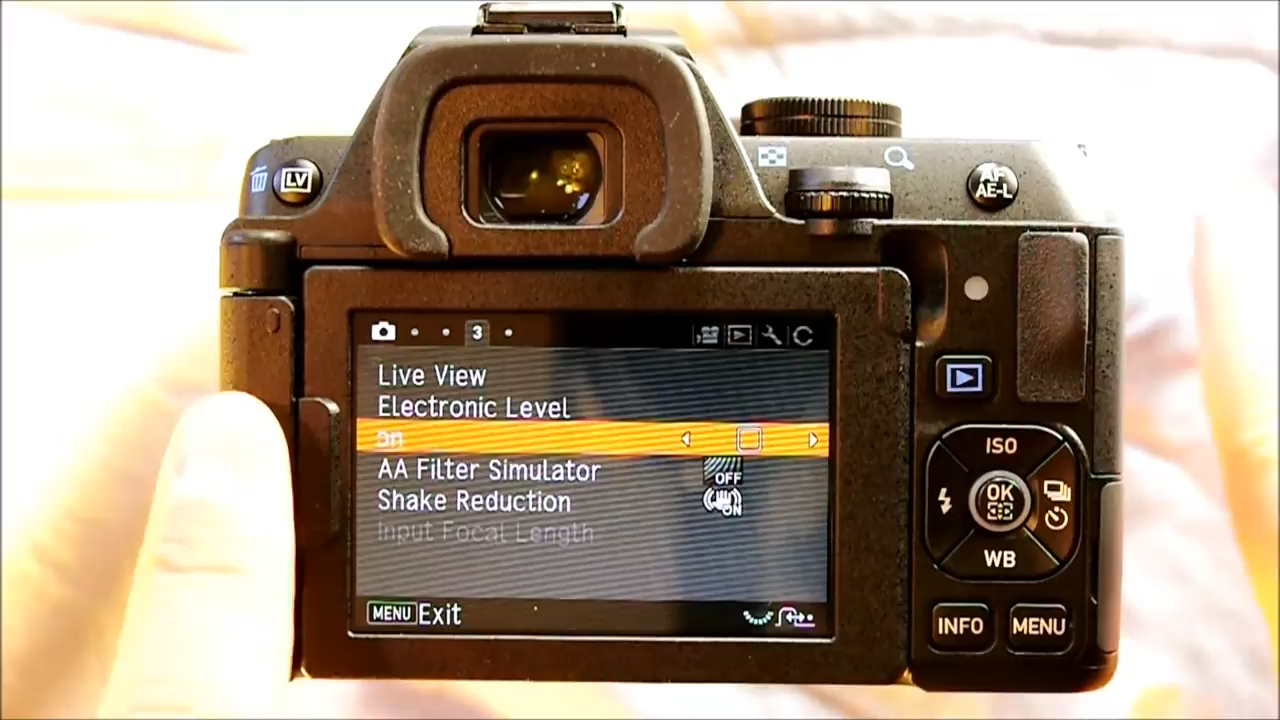 LV
AF
AE-L
3
Live View
Electronic Level
AA Filter Simulator
OFF
Shake Reduction
ON
Input Focal Length
MENU Exit
ISO
OK
WB
INFO
MENU